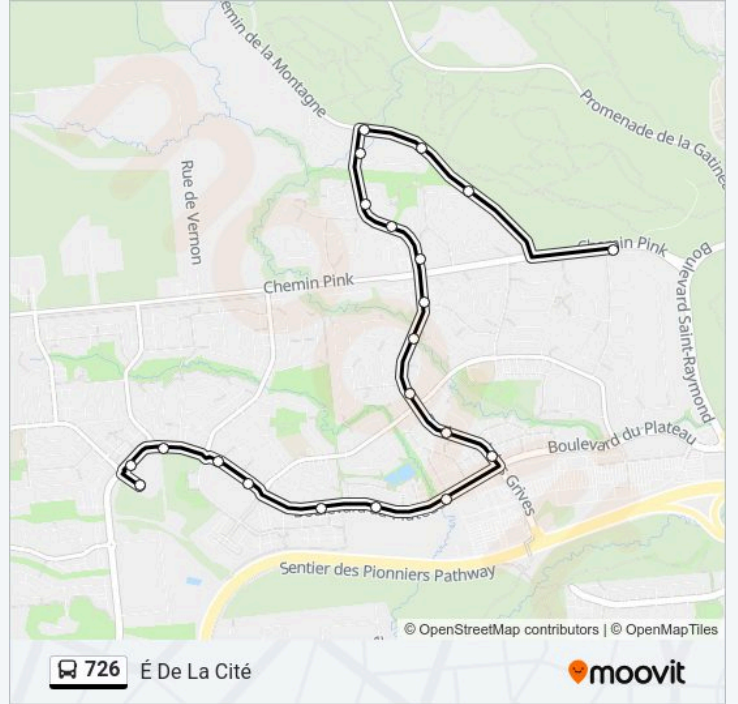 Chemin de la Montagne
Promenade de la Gatine
Rue de Vernon
Chemin Pink
Boulevard Saint-Raymond
Chemin Pink
Boulevard du Plateau
Grives
Sentier des Pionniers Pathway
© OpenStreetMap contributors | © OpenMapTiles
726 É De La Cité
moovit